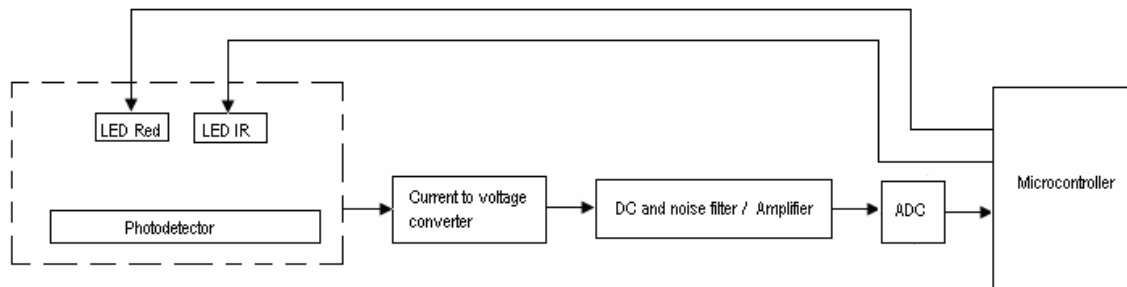 LED Red
LED IR
Photodetector
Current to voltage
converter
DC and noise filter / Amplifier
ADC
Microcontroller